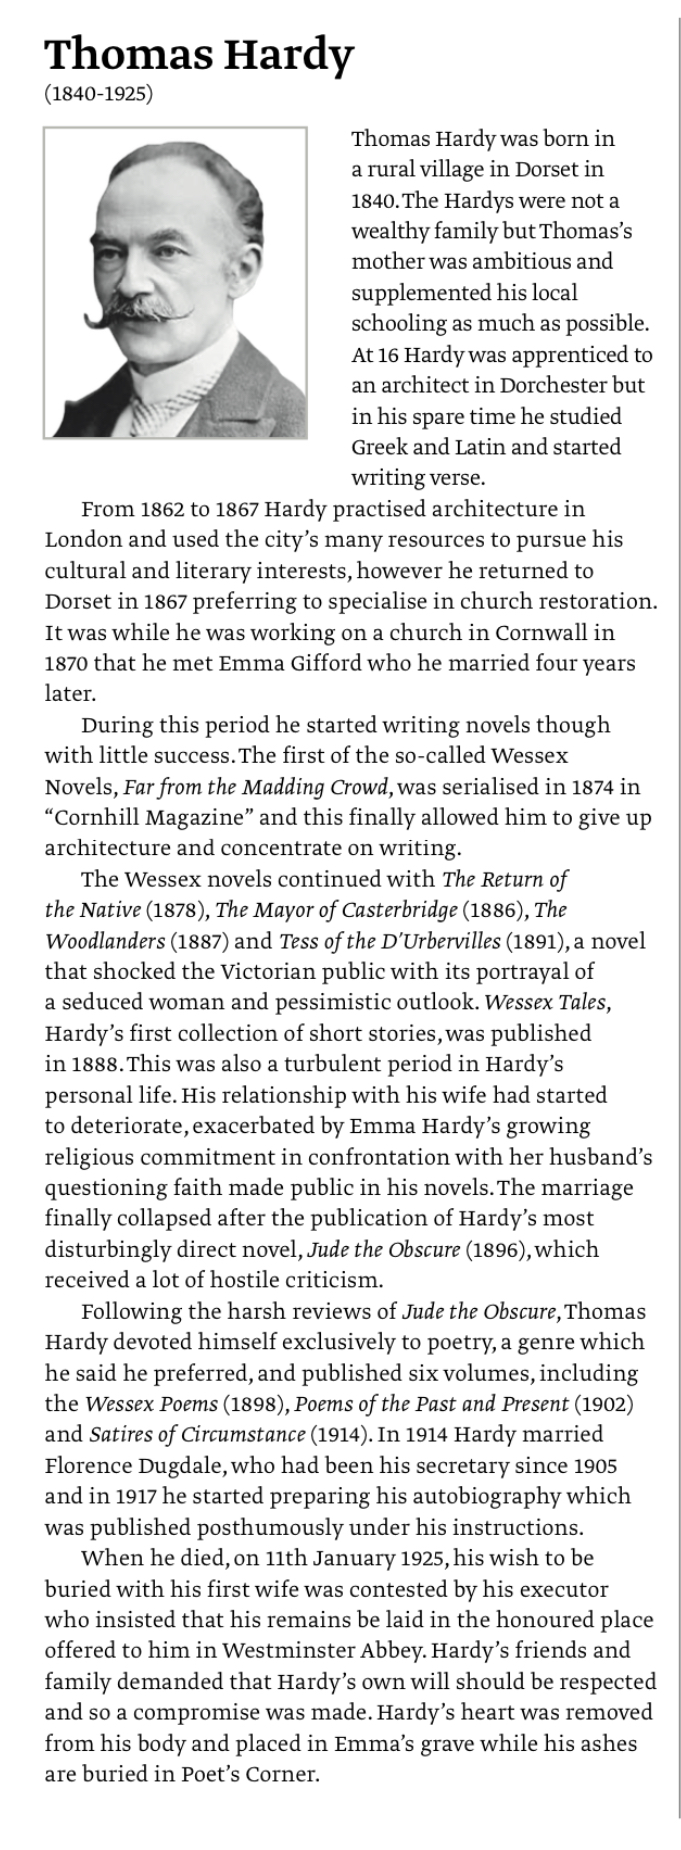 Thomas Hardy
(1840-1925)
Thomas Hardy was born in
a rural village in Dorset in
1840. The Hardys were not a
wealthy family but Thomas’s
mother was ambitious and
supplemented his local
schooling as much as possible.
At 16 Hardy was apprenticed to
an architect in Dorchester but
in his spare time he studied
Greek and Latin and started
writing verse.
From 1862 to 1867 Hardy practised architecture in
London and used the city’s many resources to pursue his
cultural and literary interests, however he returned to
Dorset in 1867 preferring to specialise in church restoration.
It was while he was working on a church in Cornwall in
1870 that he met Emma Gifford who he married four years
later.
During this period he started writing novels though
with little success. The first of the so-called Wessex
Novels, Far from the Madding Crowd, was serialised in 1874 in
“Cornhill Magazine” and this finally allowed him to give up
architecture and concentrate on writing.
The Wessex novels continued with The Return of
the Native (1878), The Mayor of Casterbridge (1886), The
Woodlanders (1887) and Tess of the D’Urbervilles (1891), a novel
that shocked the Victorian public with its portrayal of
a seduced woman and pessimistic outlook. Wessex Tales,
Hardy’s first collection of short stories, was published
in 1888. This was also a turbulent period in Hardy’s
personal life. His relationship with his wife had started
to deteriorate, exacerbated by Emma Hardy’s growing
religious commitment in confrontation with her husband’s
questioning faith made public in his novels. The marriage
finally collapsed after the publication of Hardy’s most
disturbingly direct novel, Jude the Obscure (1896), which
received a lot of hostile criticism.
Following the harsh reviews of Jude the Obscure, Thomas
Hardy devoted himself exclusively to poetry, a genre which
he said he preferred, and published six volumes, including
the Wessex Poems (1898), Poems of the Past and Present (1902)
and Satires of Circumstance (1914). In 1914 Hardy married
Florence Dugdale, who had been his secretary since 1905
and in 1917 he started preparing his autobiography which
was published posthumously under his instructions.
When he died, on 11th January 1925, his wish to be
buried with his first wife was contested by his executor
who insisted that his remains be laid in the honoured place
offered to him in Westminster Abbey. Hardy’s friends and
family demanded that Hardy’s own will should be respected
and so a compromise was made. Hardy’s heart was removed
from his body and placed in Emma’s grave while his ashes
are buried in Poet’s Corner.